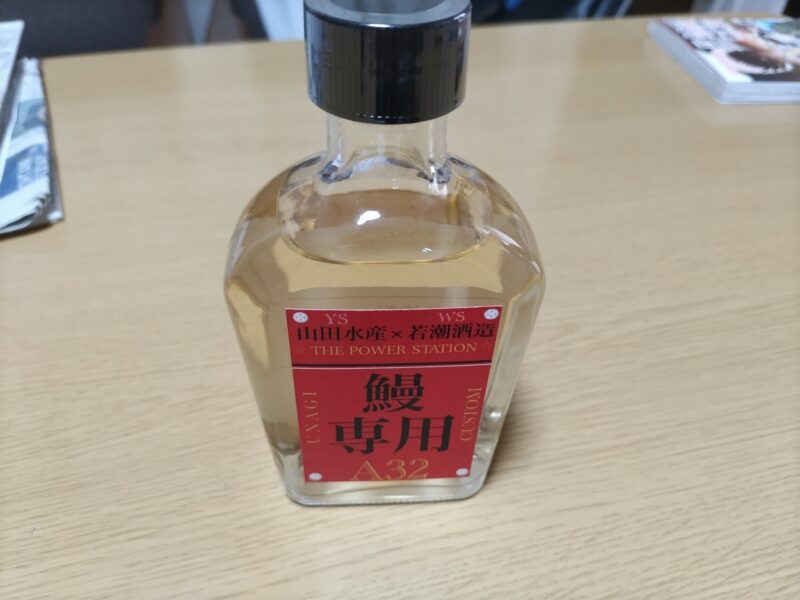 YS WS
山田水産×若潮酒造
☆ THE POWER STATION ☆
鰻
専用
UNAGI
CUSTOM
A32